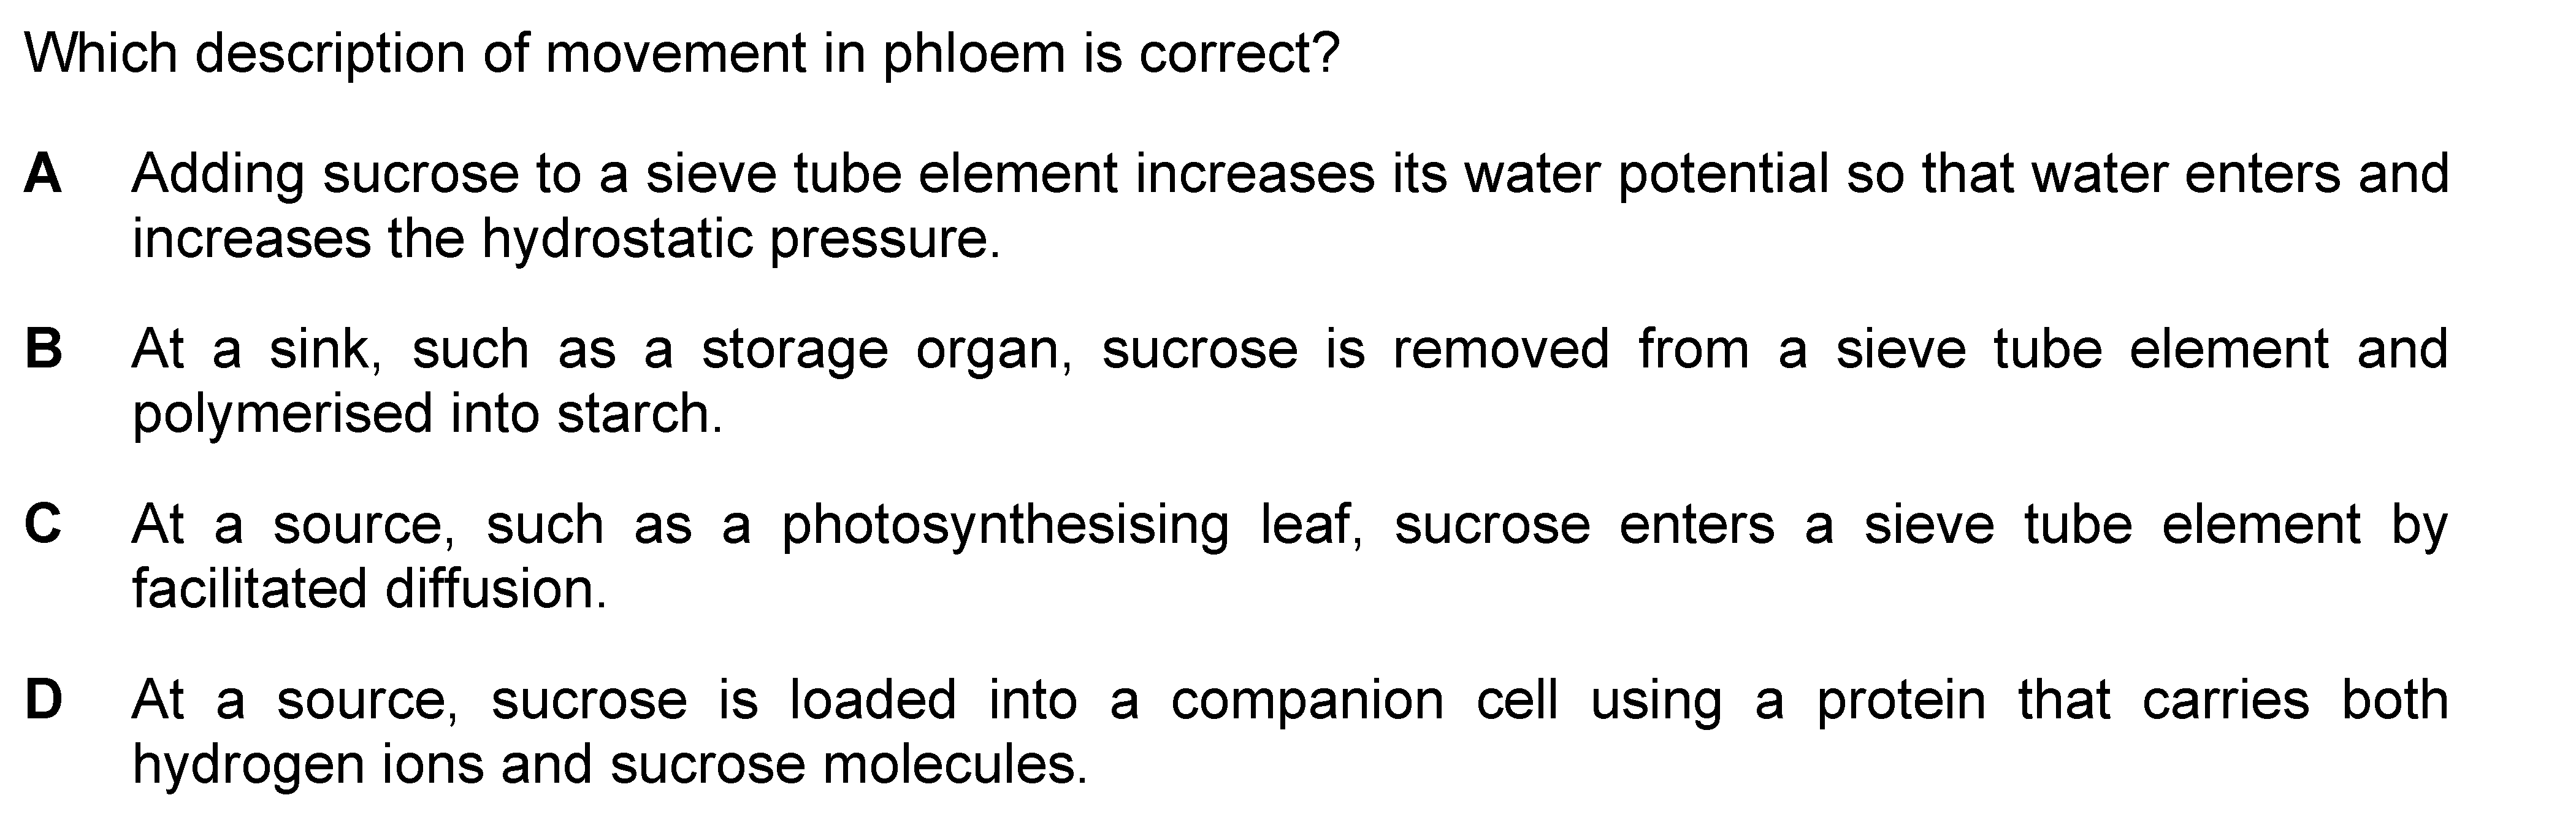 Which description of movement in phloem is correct?
A Adding sucrose to a sieve tube element increases its water potential so that water enters and
increases the hydrostatic pressure.
B At a sink, such as a storage organ, sucrose is removed from a sieve tube element and
polymerised into starch.
C At a source, such as a photosynthesising leaf, sucrose enters a sieve tube element by
facilitated diffusion.
D At a source, sucrose is loaded into a companion cell using a protein that carries both
hydrogen ions and sucrose molecules.